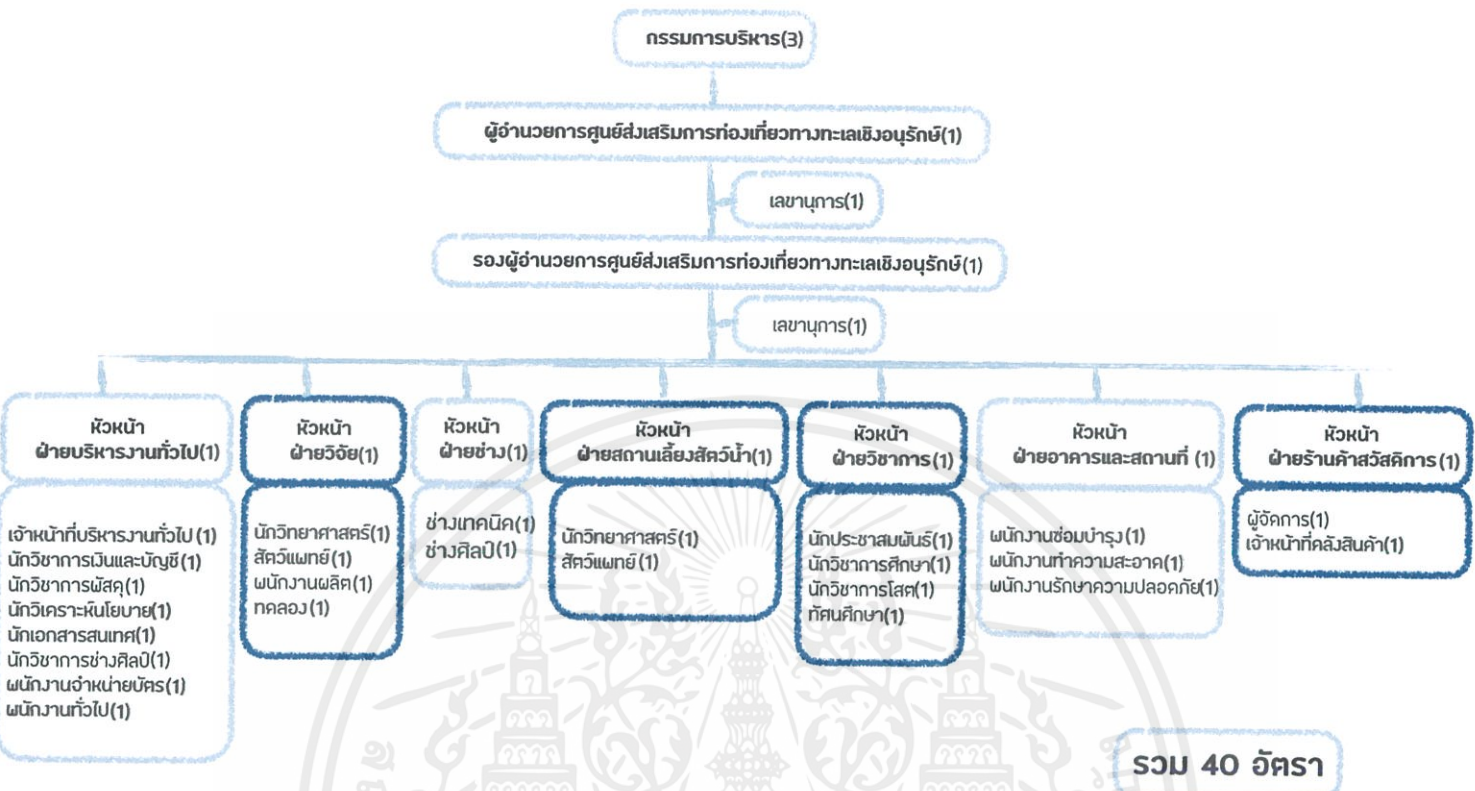 กรรมการบริหาร(3)
ผู้อำนวยการศูนย์ส่งเสริมการท่องเที่ยวทางทะเลเชิงอนุรักษ์(1)
เลขานุการ(1)
รองผู้อำนวยการศูนย์ส่งเสริมการท่องเที่ยวทางทะเลเชิงอนุรักษ์(1)
เลขานุการ(1)
หัวหน้า
ฝ่ายบริหารงานทั่วไป(1)
เจ้าหน้าที่บริหารงานทั่วไป(1)
นักวิชาการเงินและบัญชี(1)
นักวิชาการพัสดุ(1)
นักวิเคราะห์นโยบาย(1)
นักเอกสารสนเทศ(1)
นักวิชาการช่างศิลป์(1)
พนักงานจำหน่ายบัตร(1)
พนักงานทั่วไป(1)
หัวหน้า
ฝ่ายวิจัย(1)
นักวิทยาศาสตร์(1)
สัตว์แพทย์(1)
พนักงานผลิต(1)
ทดลอง(1)
หัวหน้า
ฝ่ายช่าง(1)
ช่างเทคนิค(1)
ช่างศิลป์(1)
หัวหน้า
ฝ่ายสถานเลี้ยงสัตว์น้ำ(1)
นักวิทยาศาสตร์(1)
สัตว์แพทย์(1)
หัวหน้า
ฝ่ายวิชาการ(1)
นักประชาสมพันธ์(1)
นักวิชาการศึกษา(1)
นักวิชาการโสต(1)
ทัศนศึกษา(1)
หัวหน้า
ฝ่ายอาคารและสถานที่ (1)
พนักงานซ่อมบำรุง(1)
พนักงานทำความสะอาด(1)
พนักงานรักษาความปลอดภัย(1)
หัวหน้า
ฝ่ายร้านค้าสวัสดิการ(1)
ผู้จัดการ(1)
เจ้าหน้าที่คลังสินค้า(1)
รวม 40 อัตรา